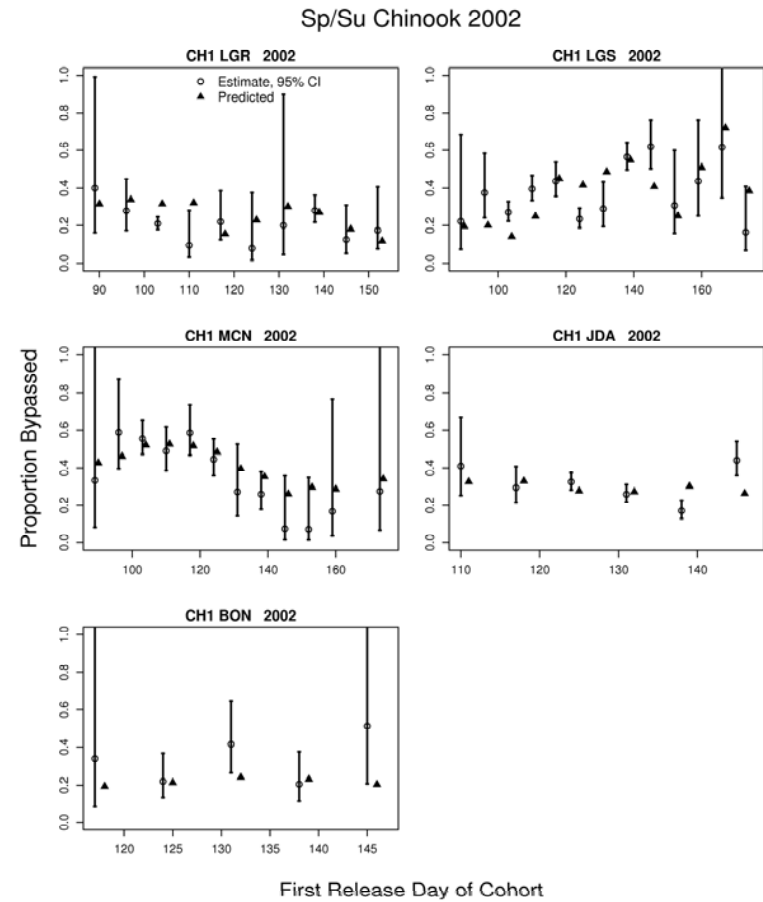 Sp/Su Chinook 2002
CH1 LGR 2002
Estimate, 95% CI
Predicted
0.0 0.2 0.4 0.6 0.8 1.0
90 100 110 120 130 140 150
CH1 LGS 2002
0.0 0.2 0.4 0.6 0.8 1.0
100 120 140 160
CH1 MCN 2002
0.0 0.2 0.4 0.6 0.8 1.0
100 120 140 160
CH1 JDA 2002
0.0 0.2 0.4 0.6 0.8 1.0
110 120 130 140
CH1 BON 2002
0.0 0.2 0.4 0.6 0.8 1.0
120 125 130 135 140 145
Proportion Bypassed
First Release Day of Cohort